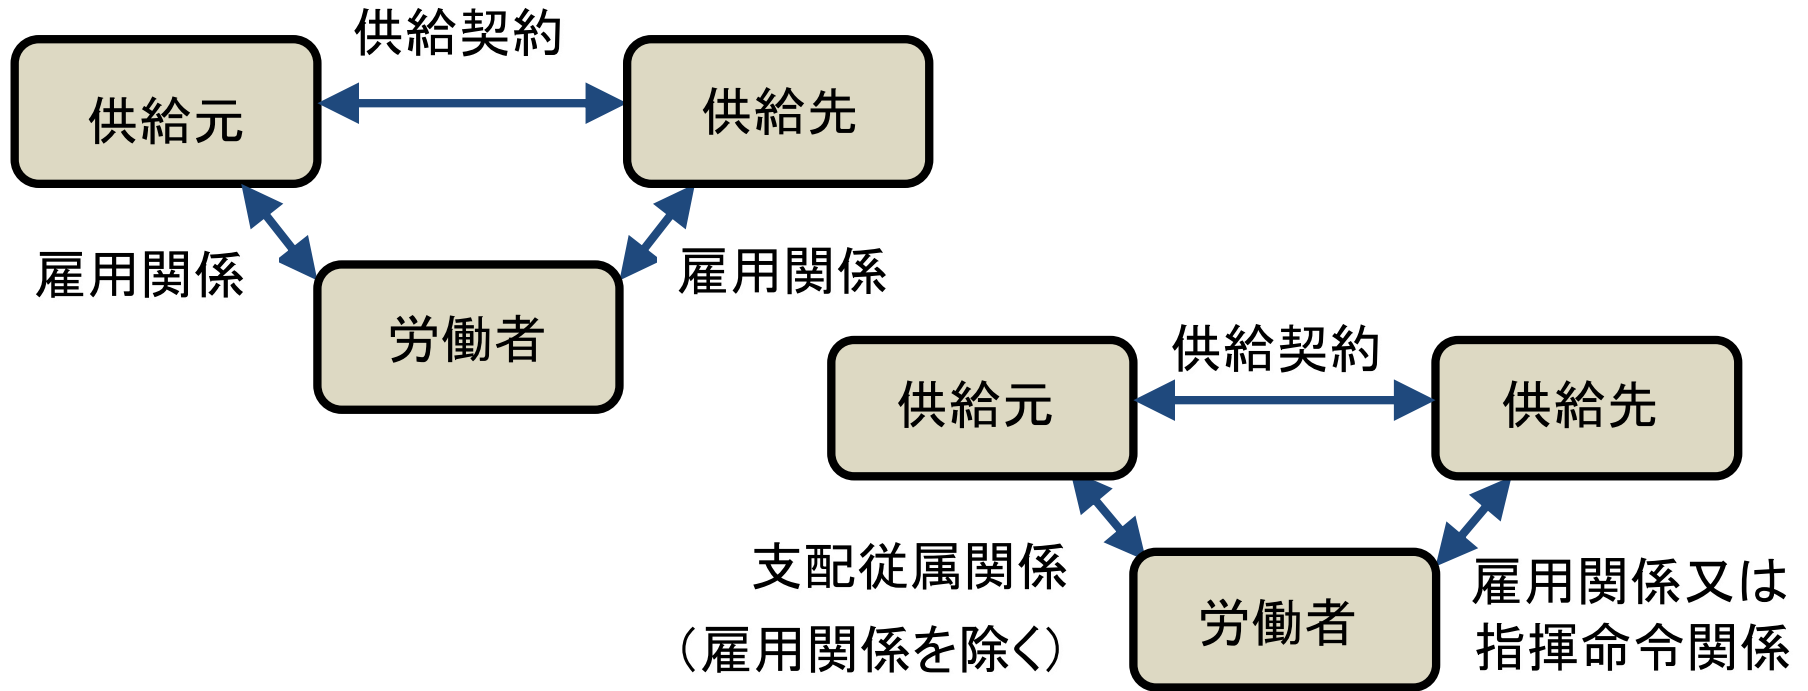 供給契約
供給元
供給先
雇用関係
雇用関係
労働者
供給契約
供給元
供給先
支配従属関係
（雇用関係を除く）
労働者
雇用関係又は
指揮命令関係